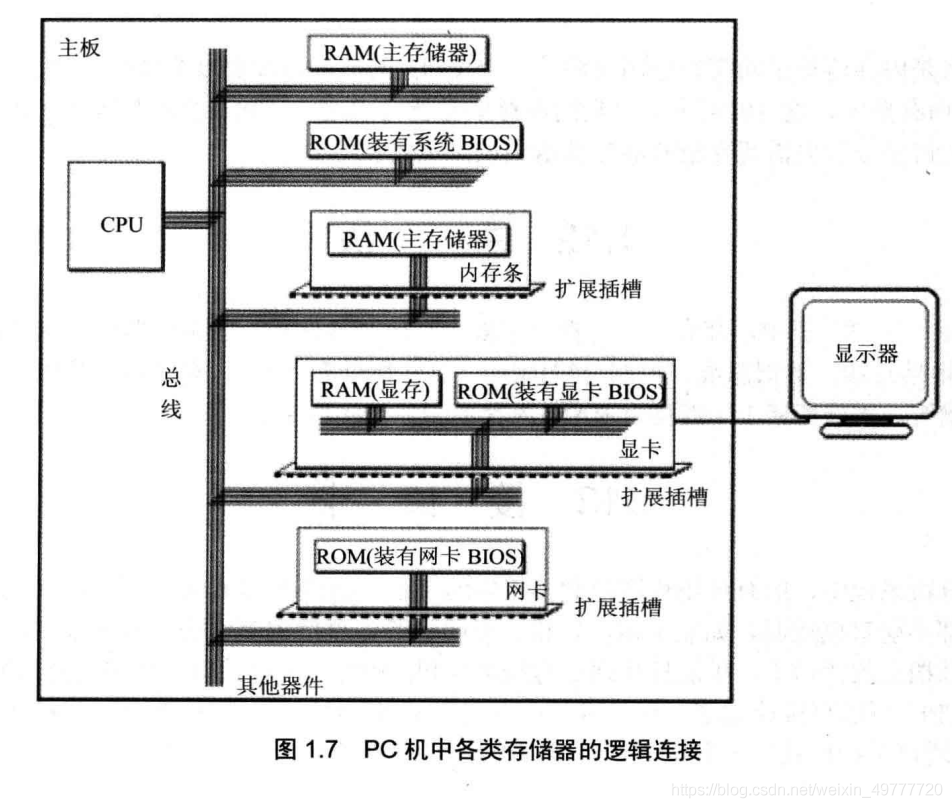 主板
RAM(主存储器)
ROM(装有系统 BIOS)
CPU
RAM(主存储器)
内存条
扩展插槽
总线
RAM(显存)
ROM(装有显卡 BIOS)
显卡
扩展插槽
显示器
ROM(装有网卡 BIOS)
网卡
扩展插槽
其他器件
图 1.7 PC 机中各类存储器的逻辑连接
https://blog.csdn.net/weixin_49777720